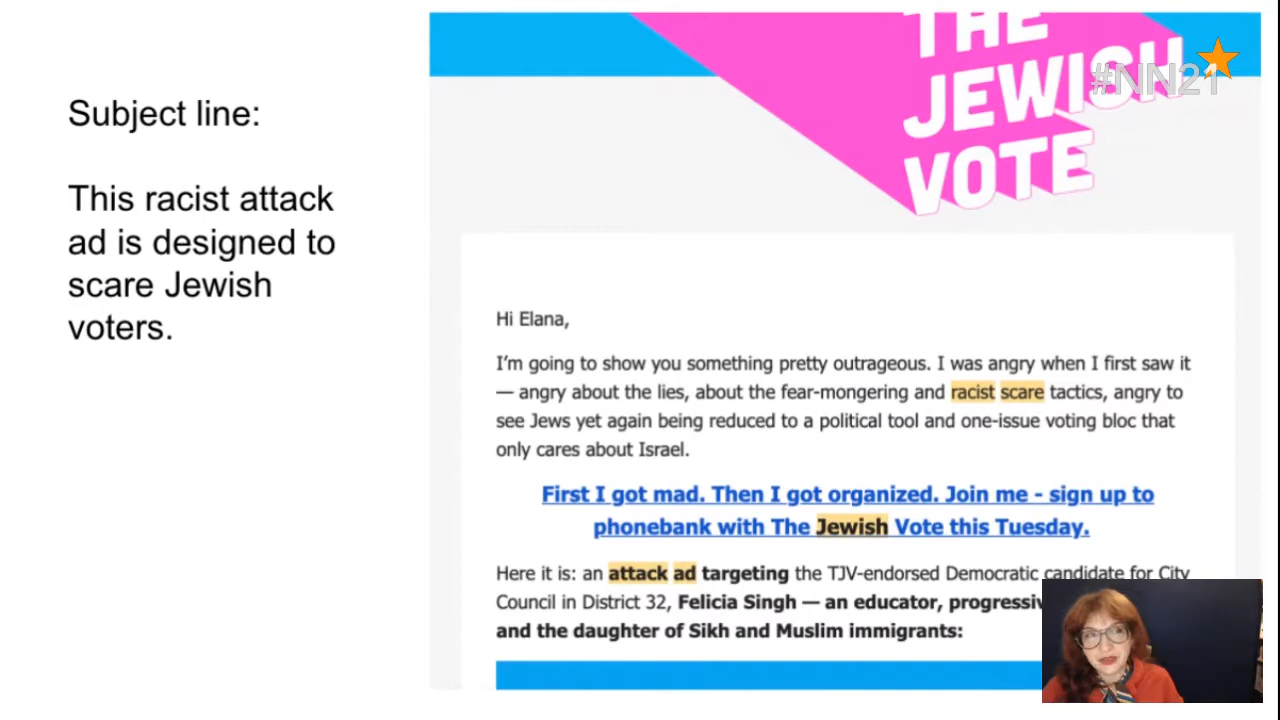 Subject line:
This racist attack
ad is designed to
scare Jewish
voters.
THE
JEWISH
VOTE
#NN21
Hi Elana,
I'm going to show you something pretty outrageous. I was angry when I first saw it
— angry about the lies, about the fear-mongering and racist scare tactics, angry to
see Jews yet again being reduced to a political tool and one-issue voting bloc that
only cares about Israel.
First I got mad. Then I got organized. Join me - sign up to
phonebank with The Jewish Vote this Tuesday.
Here it is: an attack ad targeting the TJV-endorsed Democratic candidate for City
Council in District 32, Felicia Singh — an educator, progressiv
and the daughter of Sikh and Muslim immigrants: